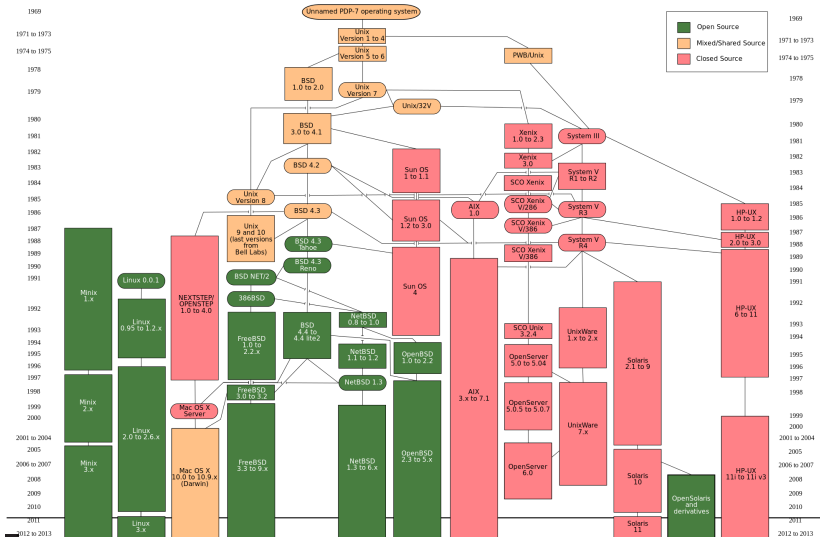 Unnamed PDP-7 operating system
1969
1969
Open Source
Mixed/Shared Source
Closed Source
1971 to 1973
Unix
Version 1 to 4
1971 to 1973
1974 to 1975
Unix
Version 5 to 6
PWB/Unix
1974 to 1975
1978
BSD
1.0 to 2.0
1978
1979
Unix
Version 7
Unix/32V
1979
1980
BSD
3.0 to 4.1
Xenix
1.0 to 2.3
System III
1980
1981
1981
1982
Sun OS
1 to 1.1
Xenix
3.0
1982
1983
BSD 4.2
System V
R1 to R2
1983
1984
SCO Xenix
1984
1985
Unix
Version 8
AIX
1.0
SCO Xenix
V/286
System V
R3
HP-UX
1.0 to 1.2
1985
1986
BSD 4.3
Sun OS
1.2 to 3.0
1986
1987
Unix
9 and 10
(last versions
from
Bell Labs)
SCO Xenix
V/386
1987
1988
BSD 4.3
Tahoe
System V
R4
HP-UX
2.0 to 3.0
1988
1989
SCO Xenix
V/386
1989
1990
BSD 4.3
Reno
1990
1991
Minix
1.x
Linux 0.0.1
BSD NET/2
Sun OS
4
1991
NEXTSTEP/
OPENSTEP
1.0 to 4.0
386BSD
1992
Linux
0.95 to 1.2.x
NetBSD
0.8 to 1.0
HP-UX
6 to 11
1992
1993
FreeBSD
1.0 to
2.2.x
BSD
4.4 to
4.4 lite2
SCO Unix
3.2.4
UnixWare
1.x to 2.x
1993
1994
1994
1995
NetBSD
1.1 to 1.2
OpenBSD
1.0 to 2.2
OpenServer
5.0 to 5.04
Solaris
2.1 to 9
1995
1996
1996
1997
NetBSD 1.3
1997
1998
Minix
2.x
FreeBSD
3.0 to 3.2
AIX
3.x to 7.1
1998
1999
Mac OS X
Server
OpenServer
5.0.5 to 5.0.7
1999
2000
Linux
2.0 to 2.6.x
UnixWare
7.x
2000
2001 to 2004
2001 to 2004
2005
2005
2006 to 2007
Minix
3.x
Mac OS X
10.0 to 10.9.x
(Darwin)
FreeBSD
3.3 to 9.x
NetBSD
1.3 to 6.x
OpenBSD
2.3 to 5.x
OpenServer
6.0
HP-UX
11i to 11i v3
2006 to 2007
2008
Solaris
10
2008
2009
OpenSolaris
and
derivatives
2009
2010
2010
2011
Linux
3.x
Solaris
11
2011
2012 to 2013
2012 to 2013